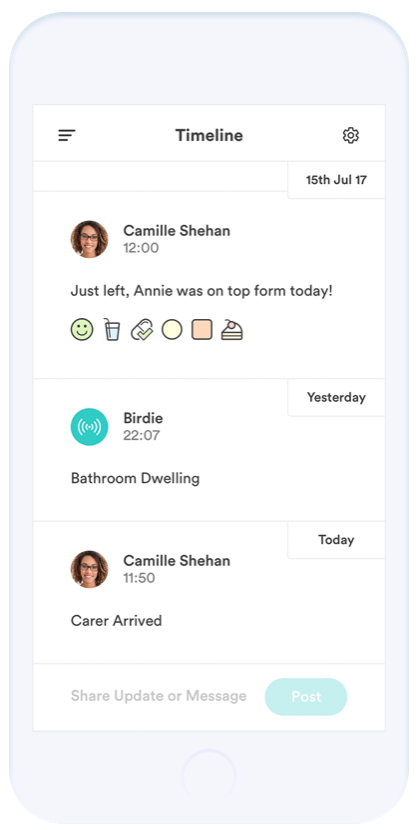 Timeline
15th Jul 17
Camille Shehan
12:00
Just left, Annie was on top form today!
Yesterday
Birdie
22:07
Bathroom Dwelling
Today
Camille Shehan
11:50
Carer Arrived
Share Update or Message
Post